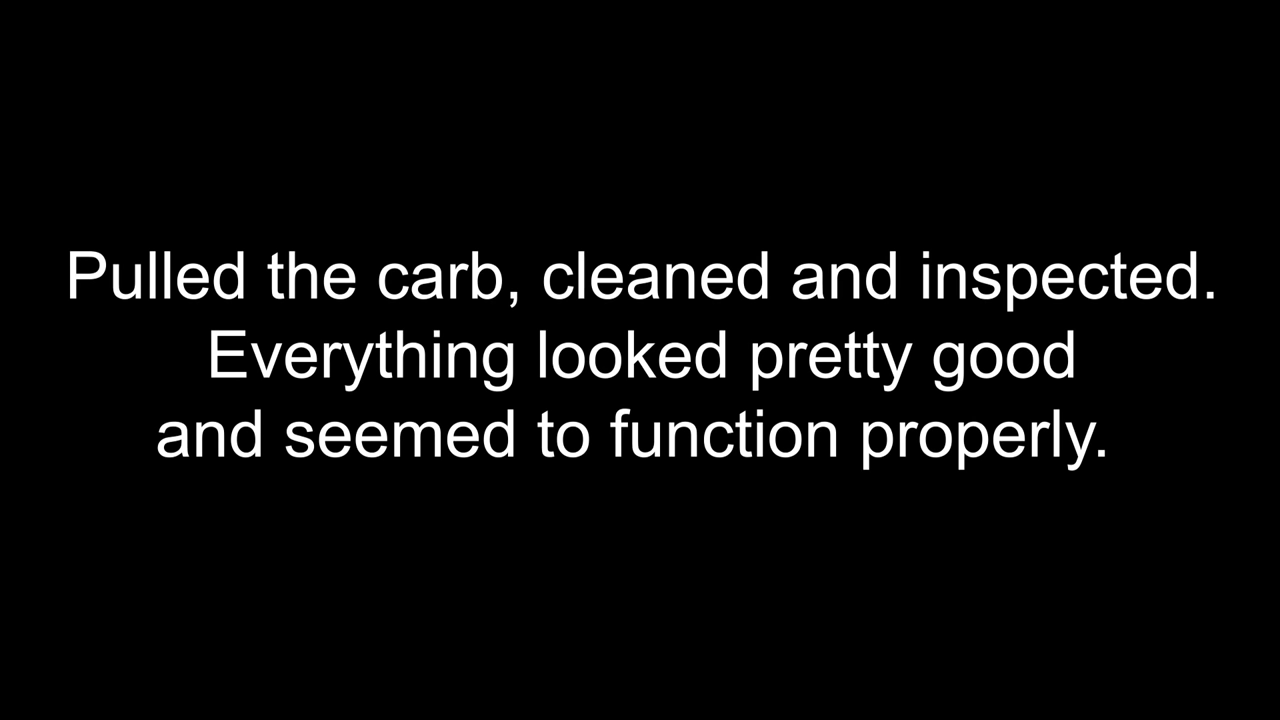 Pulled the carb, cleaned and inspected.
Everything looked pretty good
and seemed to function properly.